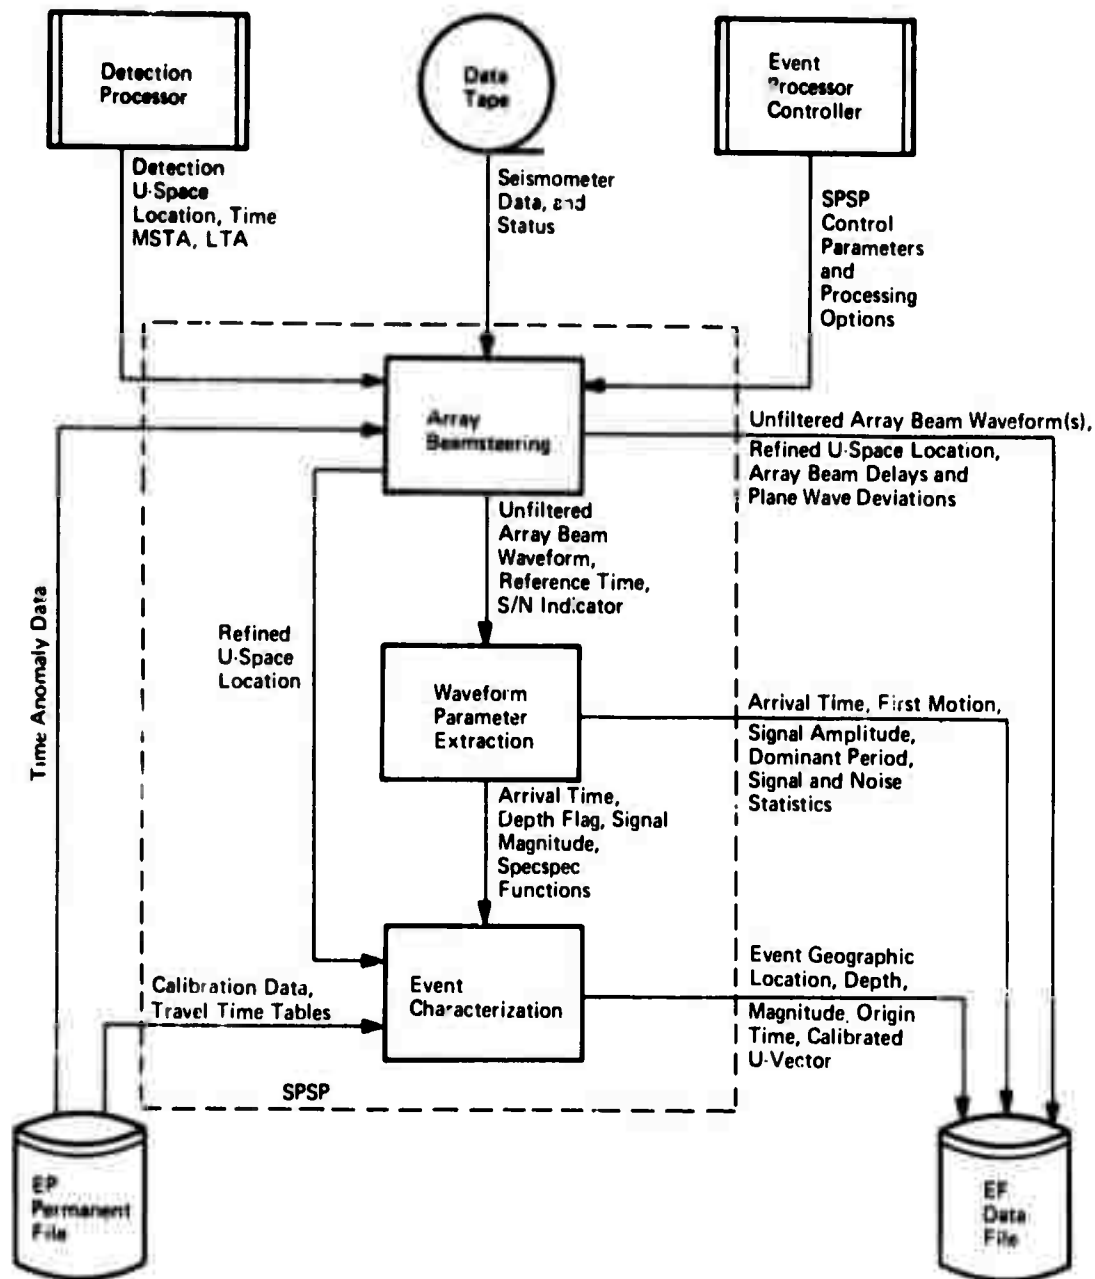 Detection
Processor
Data
Tape
Event
Processor
Controller
Detection
U-Space
Location, Time
MSTA, LTA
Seismometer
Data, and
Status
SPSP
Control
Parameters
and
Processing
Options
Array
Beamsteering
Unfiltered Array Beam Waveform(s),
Refined U-Space Location,
Array Beam Delays and
Plane Wave Deviations
Unfiltered
Array Beam
Waveform,
Reference Time,
S/N Indicator
Time Anomaly Data
Refined
U-Space
Location
Waveform
Parameter
Extraction
Arrival Time, First Motion,
Signal Amplitude,
Dominant Period,
Signal and Noise
Statistics
Arrival Time,
Depth Flag, Signal
Magnitude,
Specspec
Functions
Event
Characterization
Event Geographic
Location, Depth,
Magnitude, Origin
Time, Calibrated
U-Vector
Calibration Data,
Travel Time Tables
SPSP
EP
Permanent
File
EF
Data
File